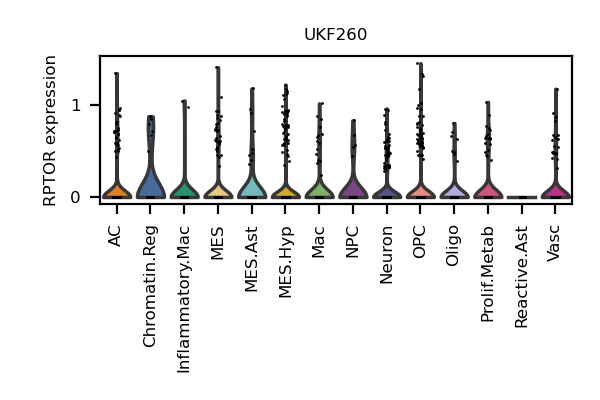 UKF260
RPTOR expression
1
0
AC
Chromatin.Reg
Inflammatory.Mac
MES
MES.Ast
MES.Hyp
Mac
NPC
Neuron
OPC
Oligo
Prolif.Metab
Reactive.Ast
Vasc